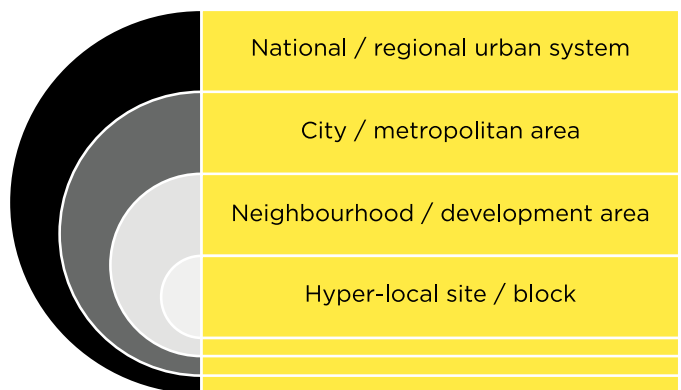 National / regional urban system
City / metropolitan area
Neighbourhood / development area
Hyper-local site / block